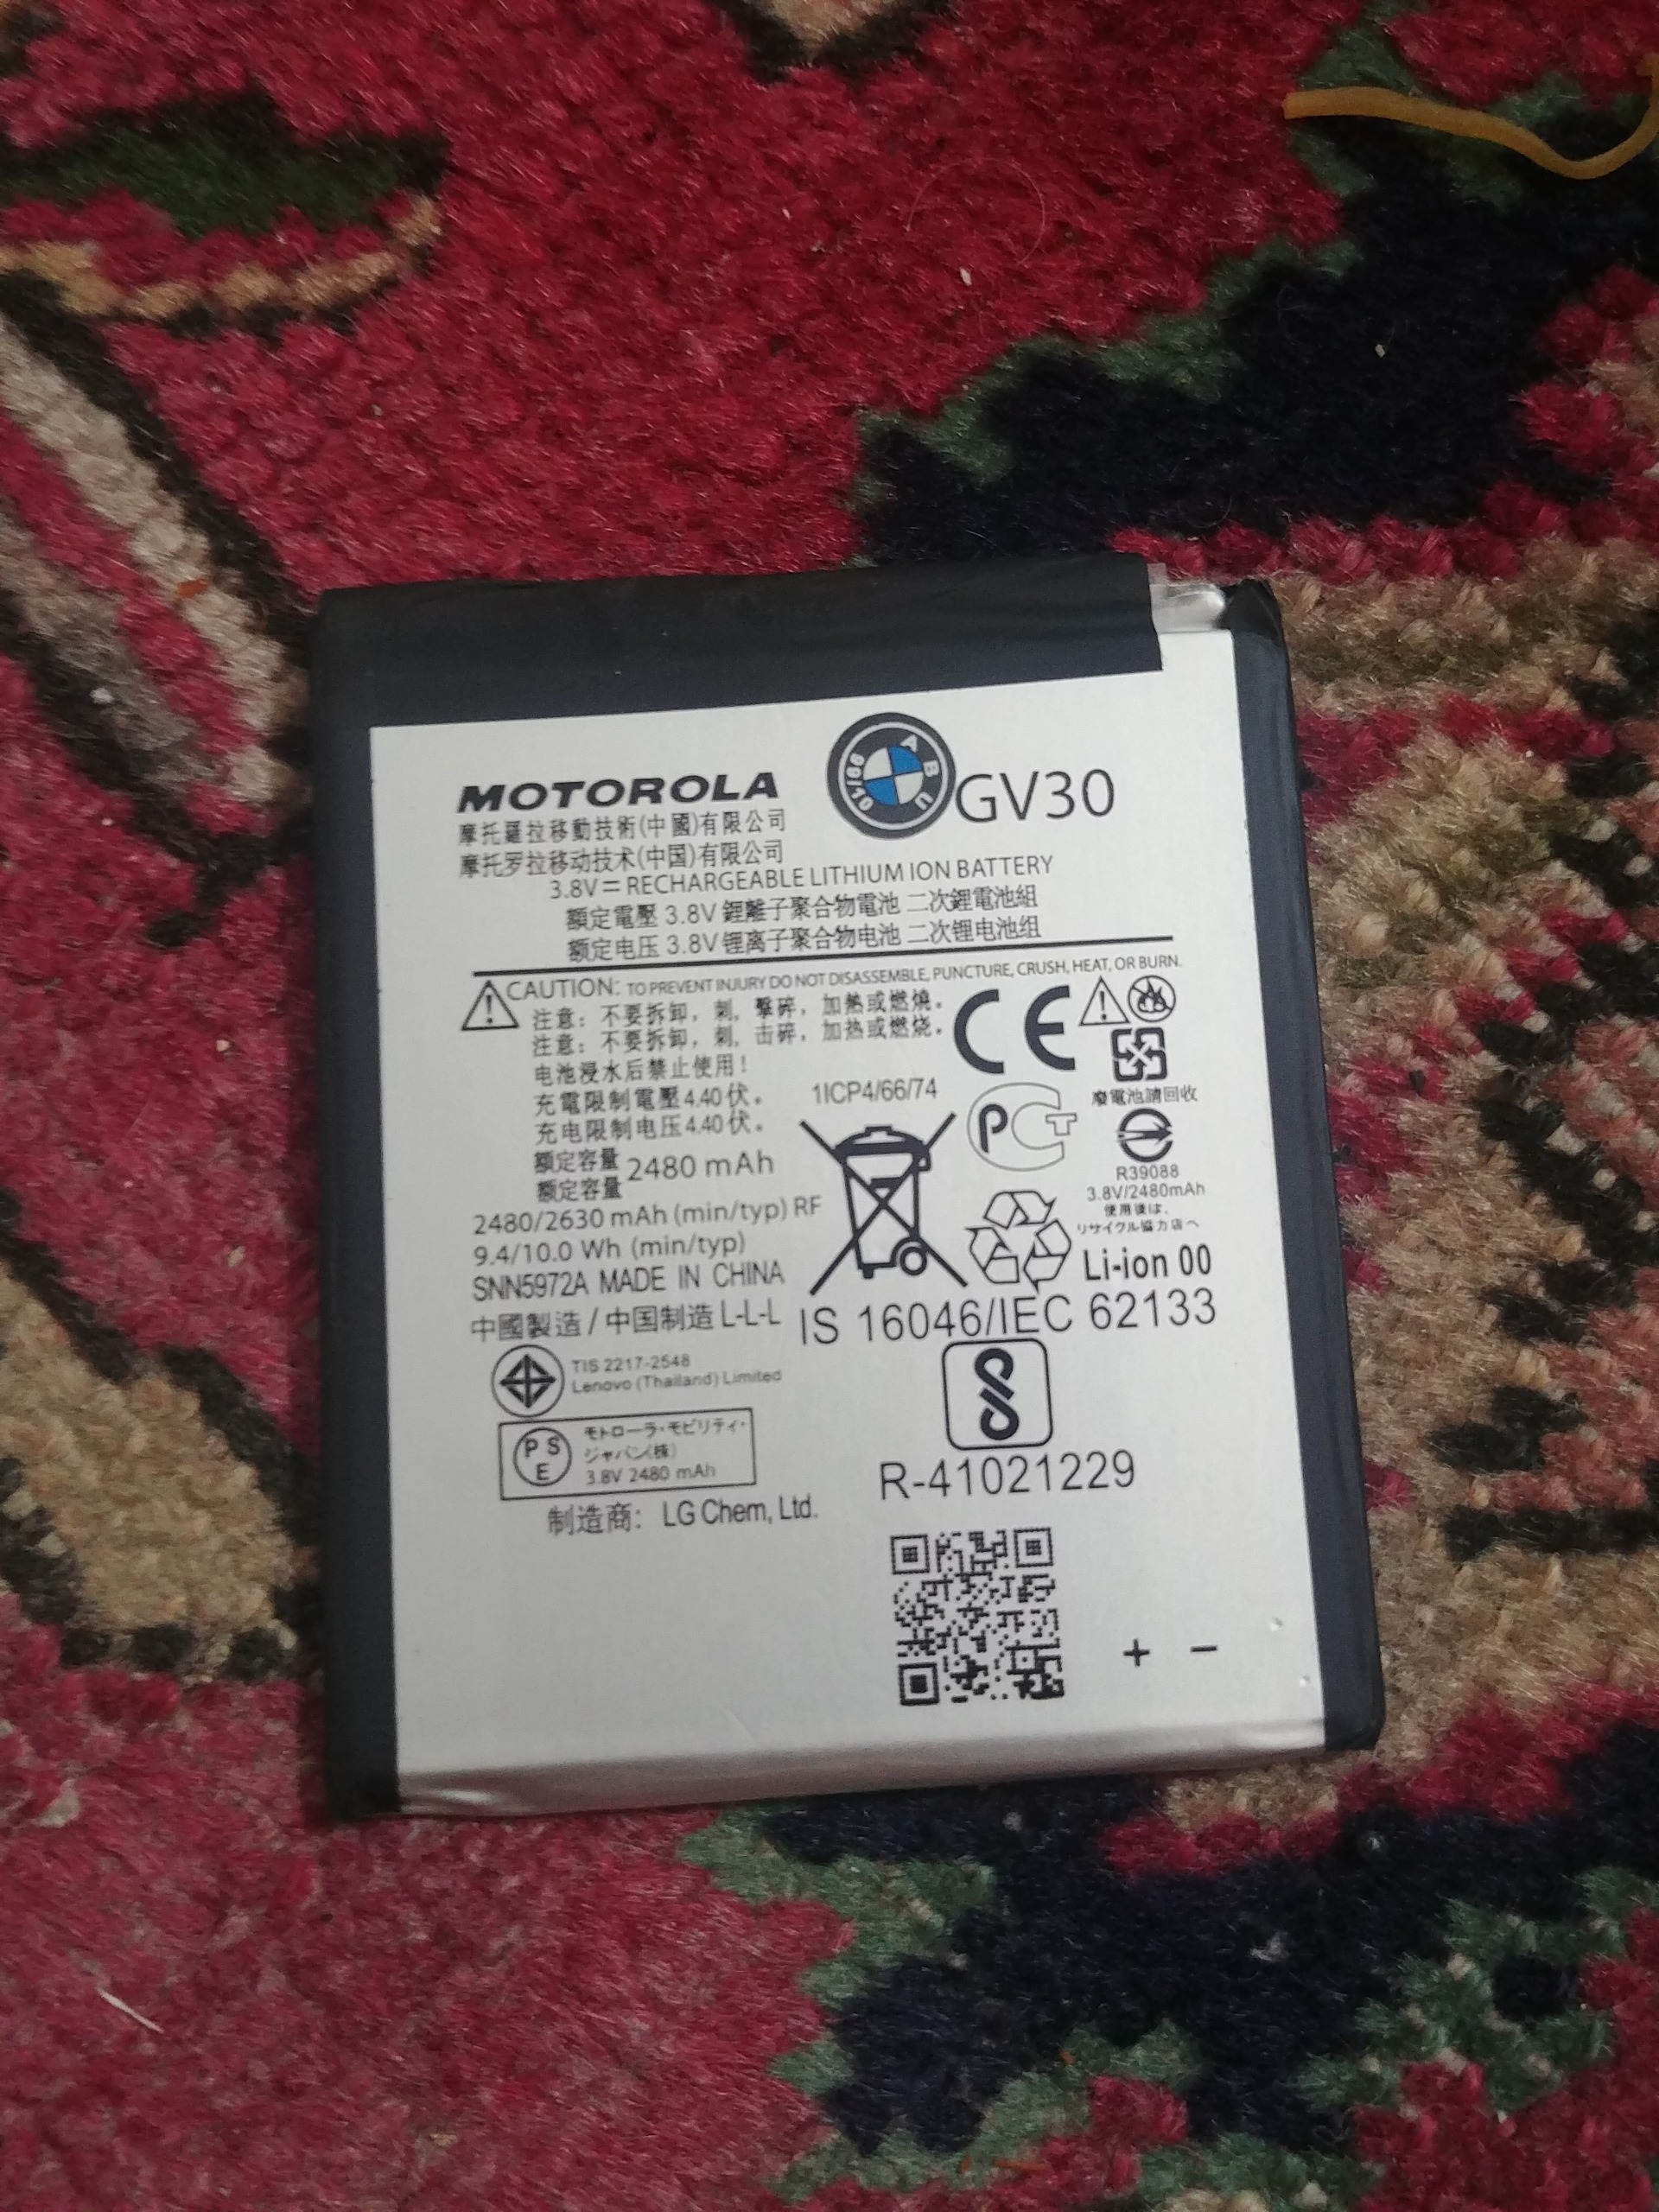 MOTOROLA
GV30
摩托羅拉移動技術(中國)有限公司
摩托罗拉移动技术(中国)有限公司
3.8V RECHARGEABLE LITHIUM ION BATTERY
額定電壓 3.8V 鋰離子聚合物電池 二次鋰電池組
额定电压 3.8V 锂离子聚合物电池 二次锂电池组
CAUTION: TO PREVENT INJURY DO NOT DISASSEMBLE, PUNCTURE, CRUSH, HEAT, OR BURN.
注意: 不要拆卸, 刺, 擊碎, 加熱或燃燒。
注意: 不要拆卸, 刺, 击碎, 加热或燃烧。
电池浸水后禁止使用!
充電限制電壓4.40伏。
充电限制电压4.40伏。
額定容量
额定容量
2480 mAh
2480/2630 mAh (min/typ) RF
9.4/10.0 Wh (min/typ)
SNN5972A MADE IN CHINA
中國製造 / 中国制造 L-L-L
1ICP4/66/74
CE
廢電池請回收
R39088
3.8V/2480mAh
使用後は、
リサイクル協力店へ
Li-ion 00
IS 16046/IEC 62133
R-41021229
TIS 2217-2548
Lenovo (Thailand) Limited
PS
E
モトローラ・モビリティ・
ジャパン(株)
3.8V 2480 mAh
制造商: LG Chem, Ltd.
+ −